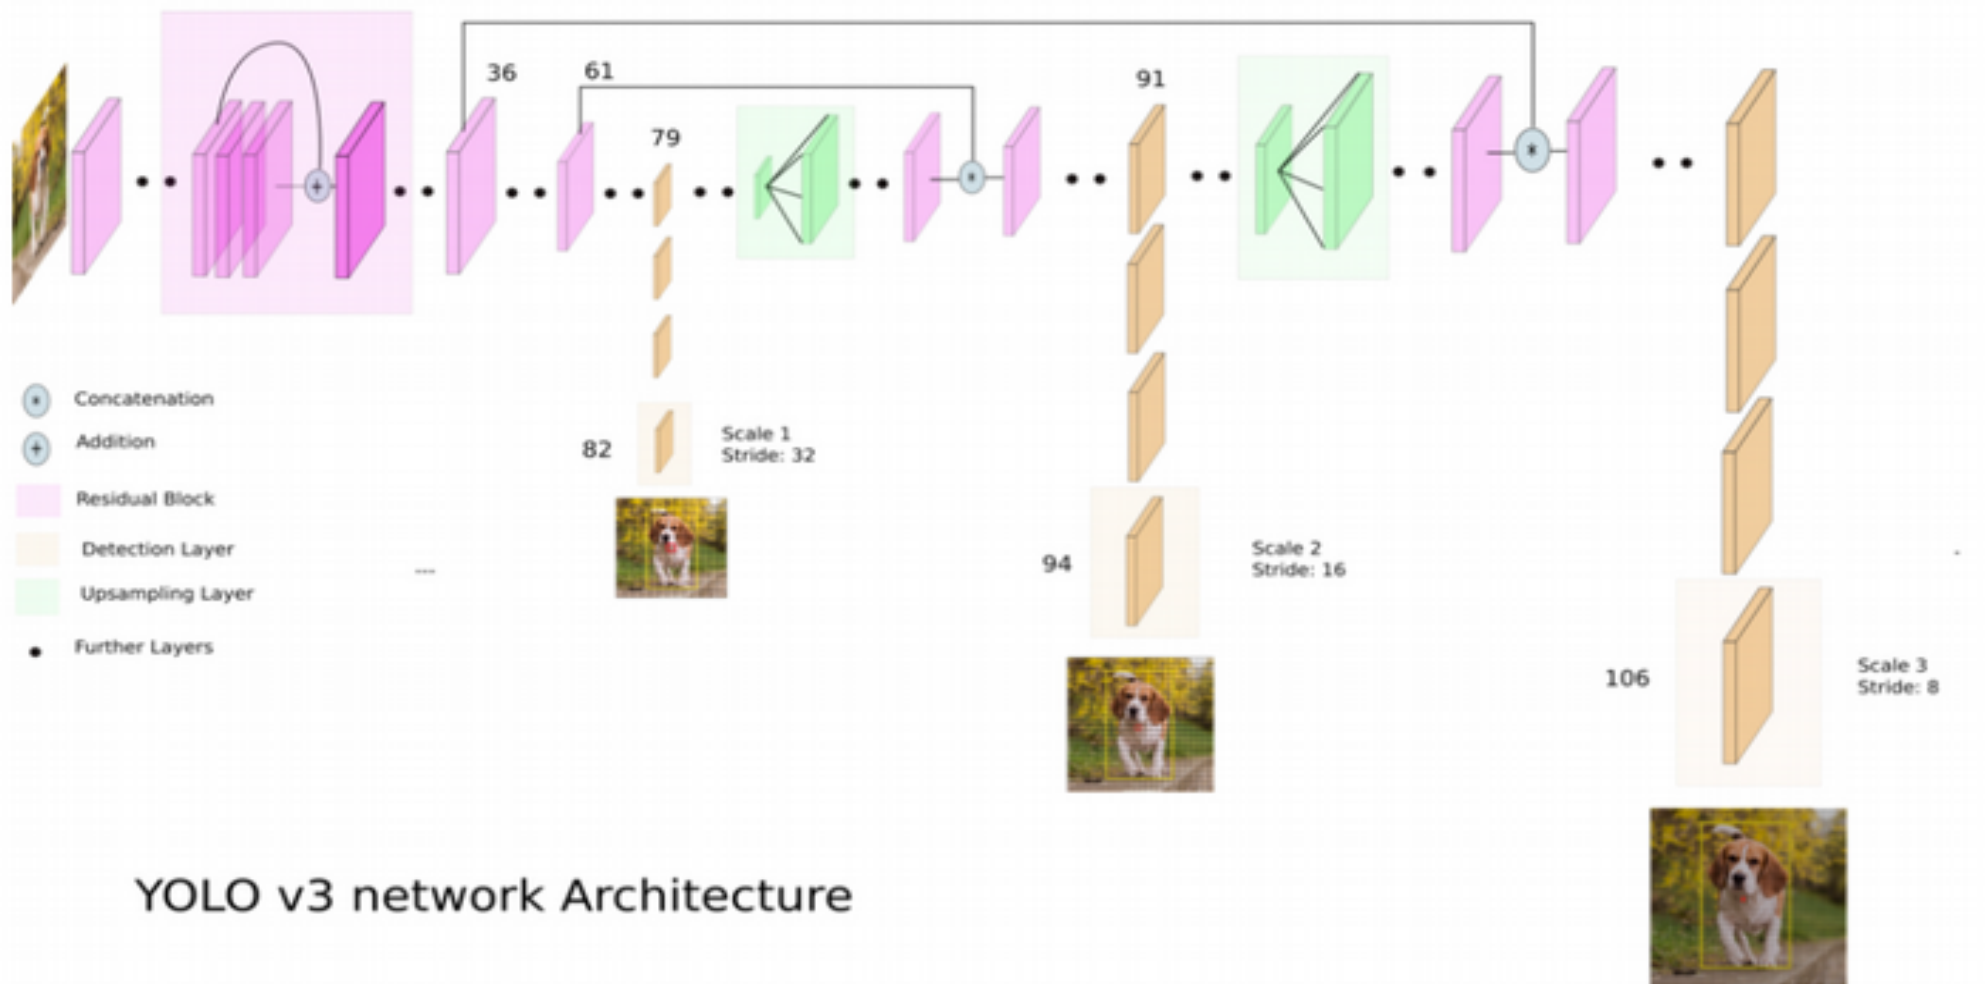 36
61
91
79
*
*
+
* Concatenation
+ Addition
Residual Block
Detection Layer
Upsampling Layer
Further Layers
---
82
Scale 1
Stride: 32
94
Scale 2
Stride: 16
106
Scale 3
Stride: 8
-
YOLO v3 network Architecture